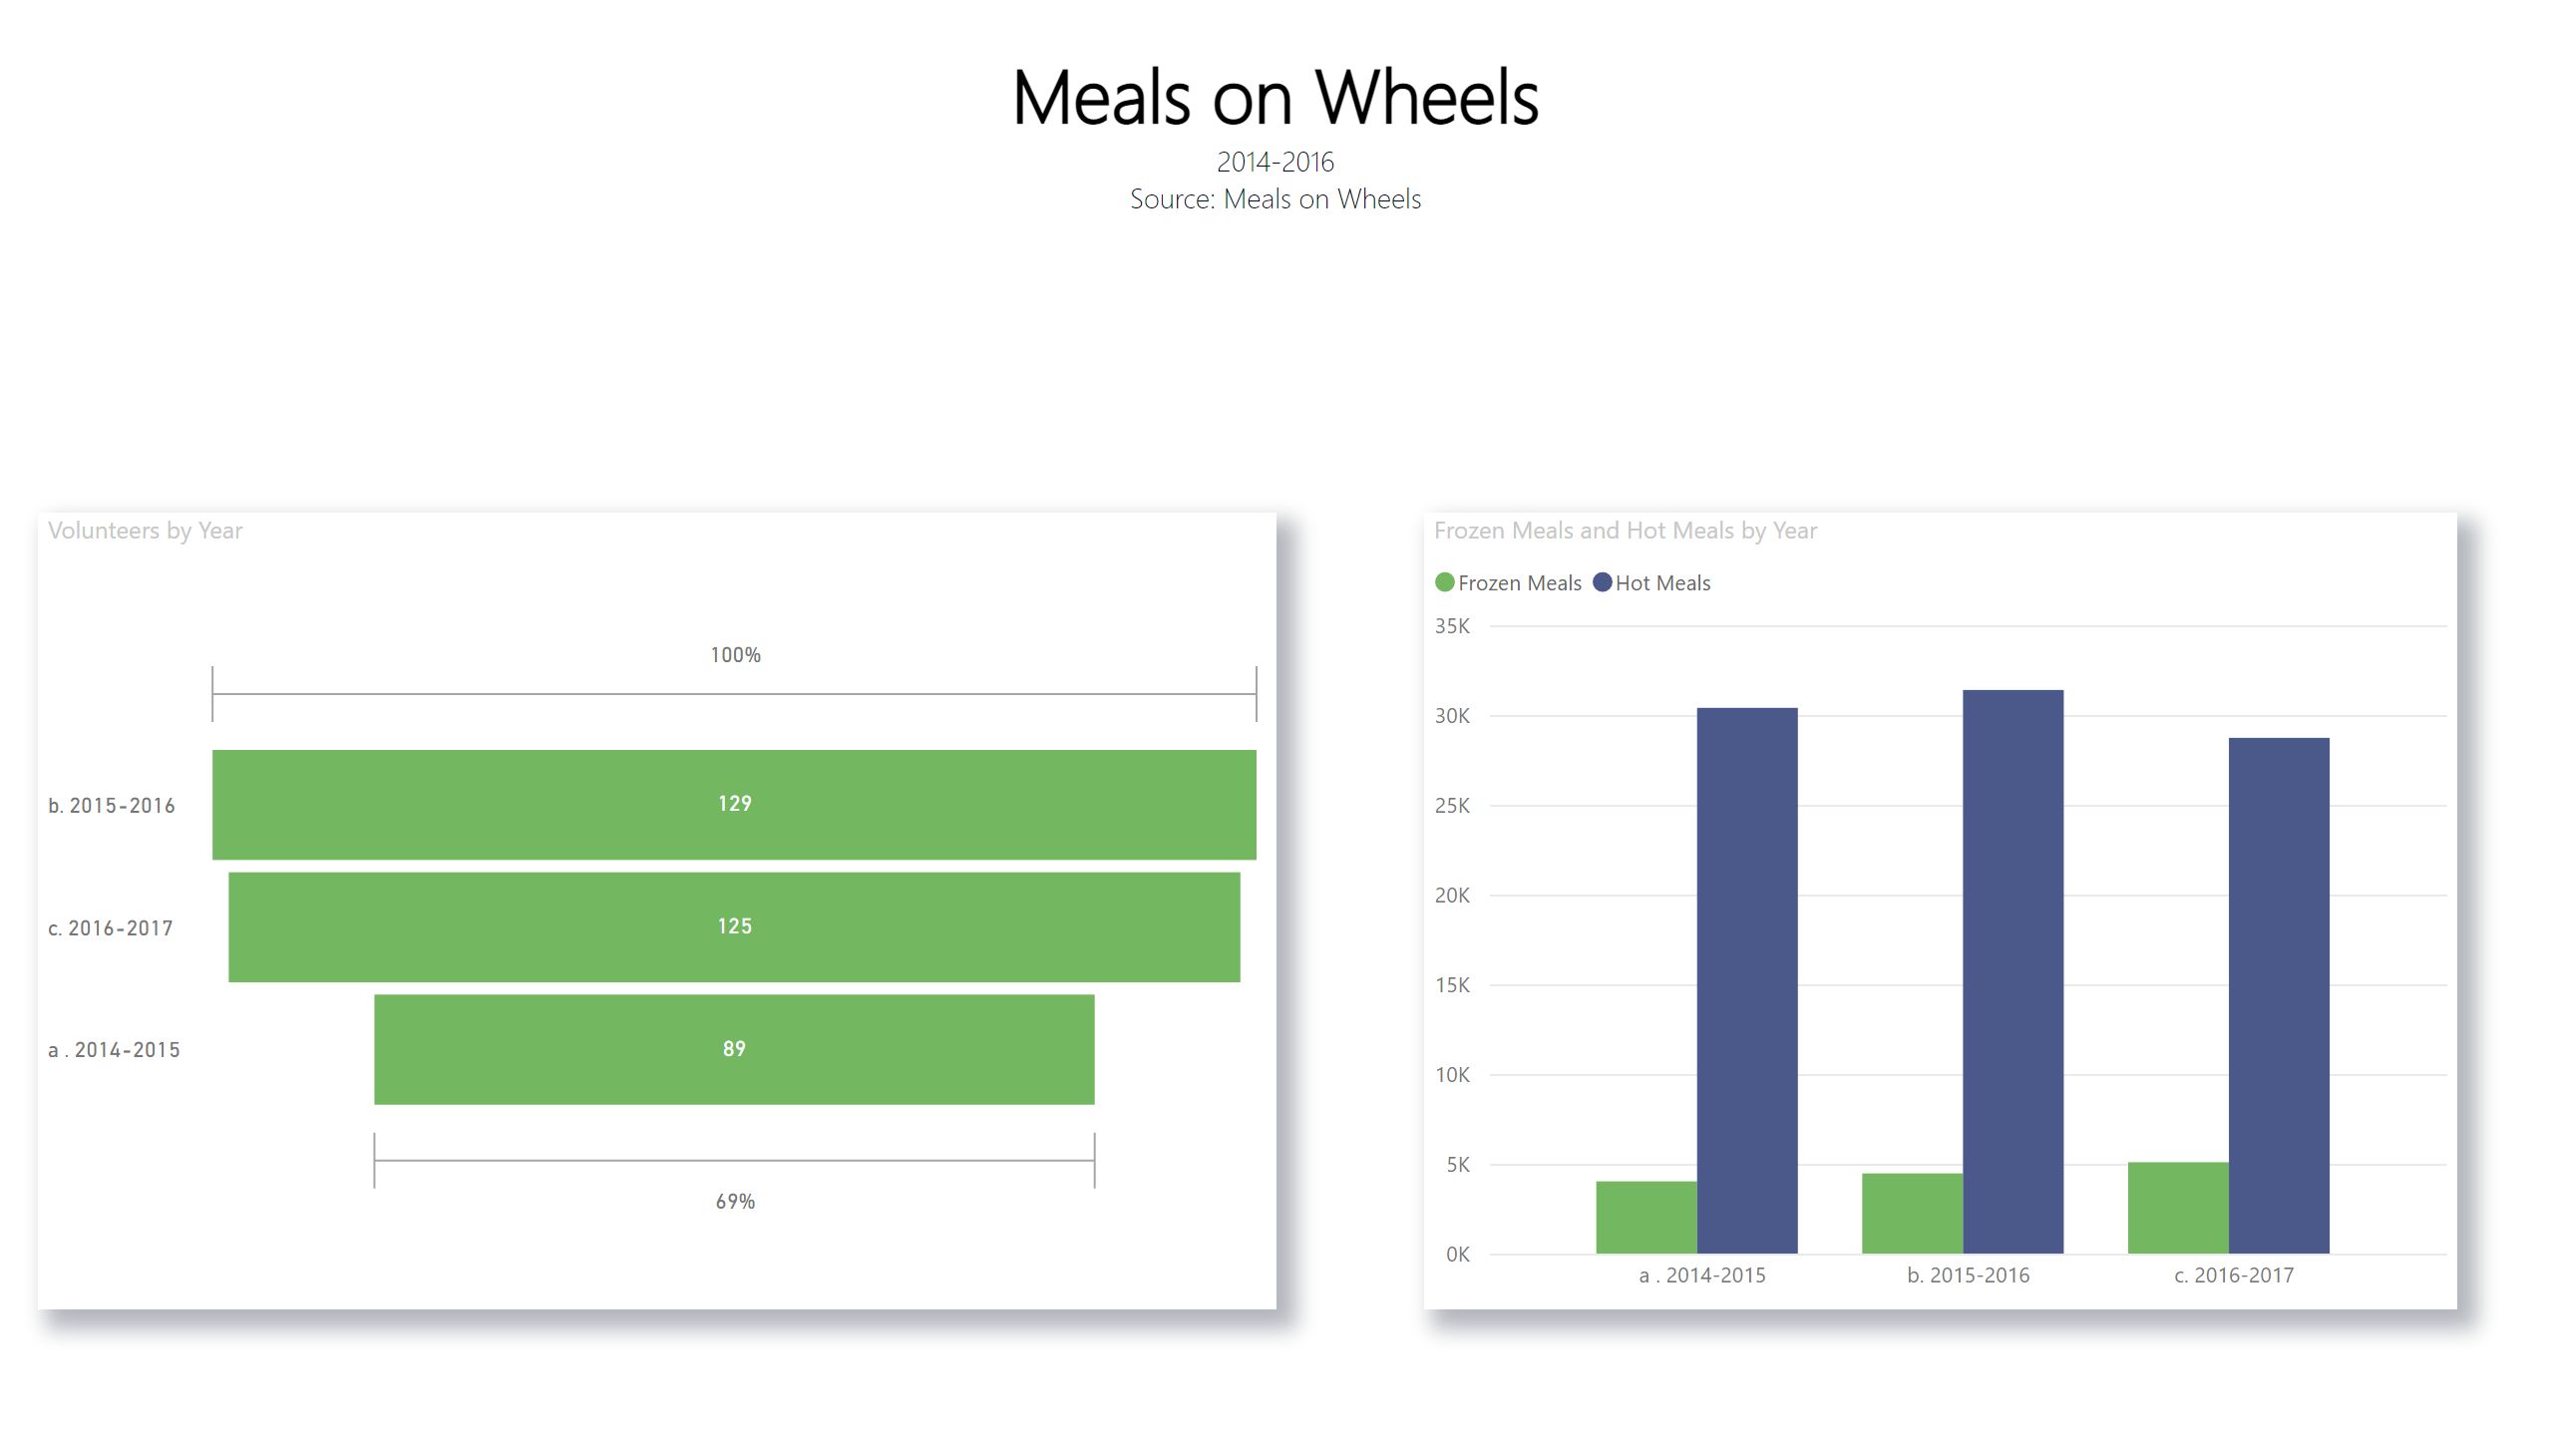 Meals on Wheels
2014-2016
Source: Meals on Wheels
Volunteers by Year
100%
b. 2015-2016
129
c. 2016-2017
125
a . 2014-2015
89
69%
Frozen Meals and Hot Meals by Year
Frozen Meals Hot Meals
35K
30K
25K
20K
15K
10K
5K
0K
a . 2014-2015 b. 2015-2016 c. 2016-2017